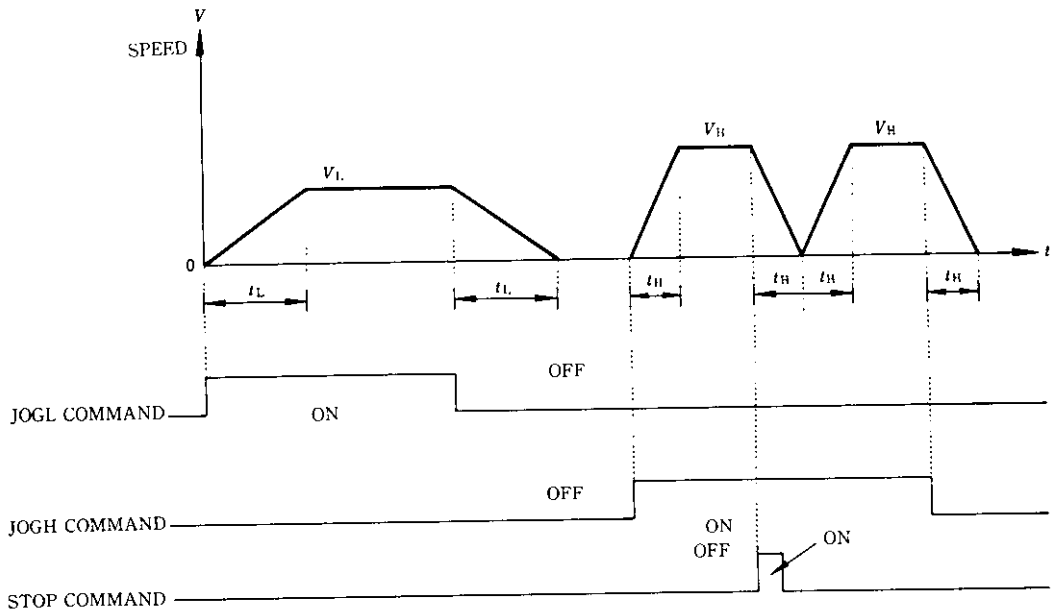 V
SPEED
V_H
V_H
V_L
0
t
t_L
t_L
t_H
t_H
t_H
t_H
OFF
JOGL COMMAND
ON
OFF
JOGH COMMAND
ON
OFF
ON
STOP COMMAND